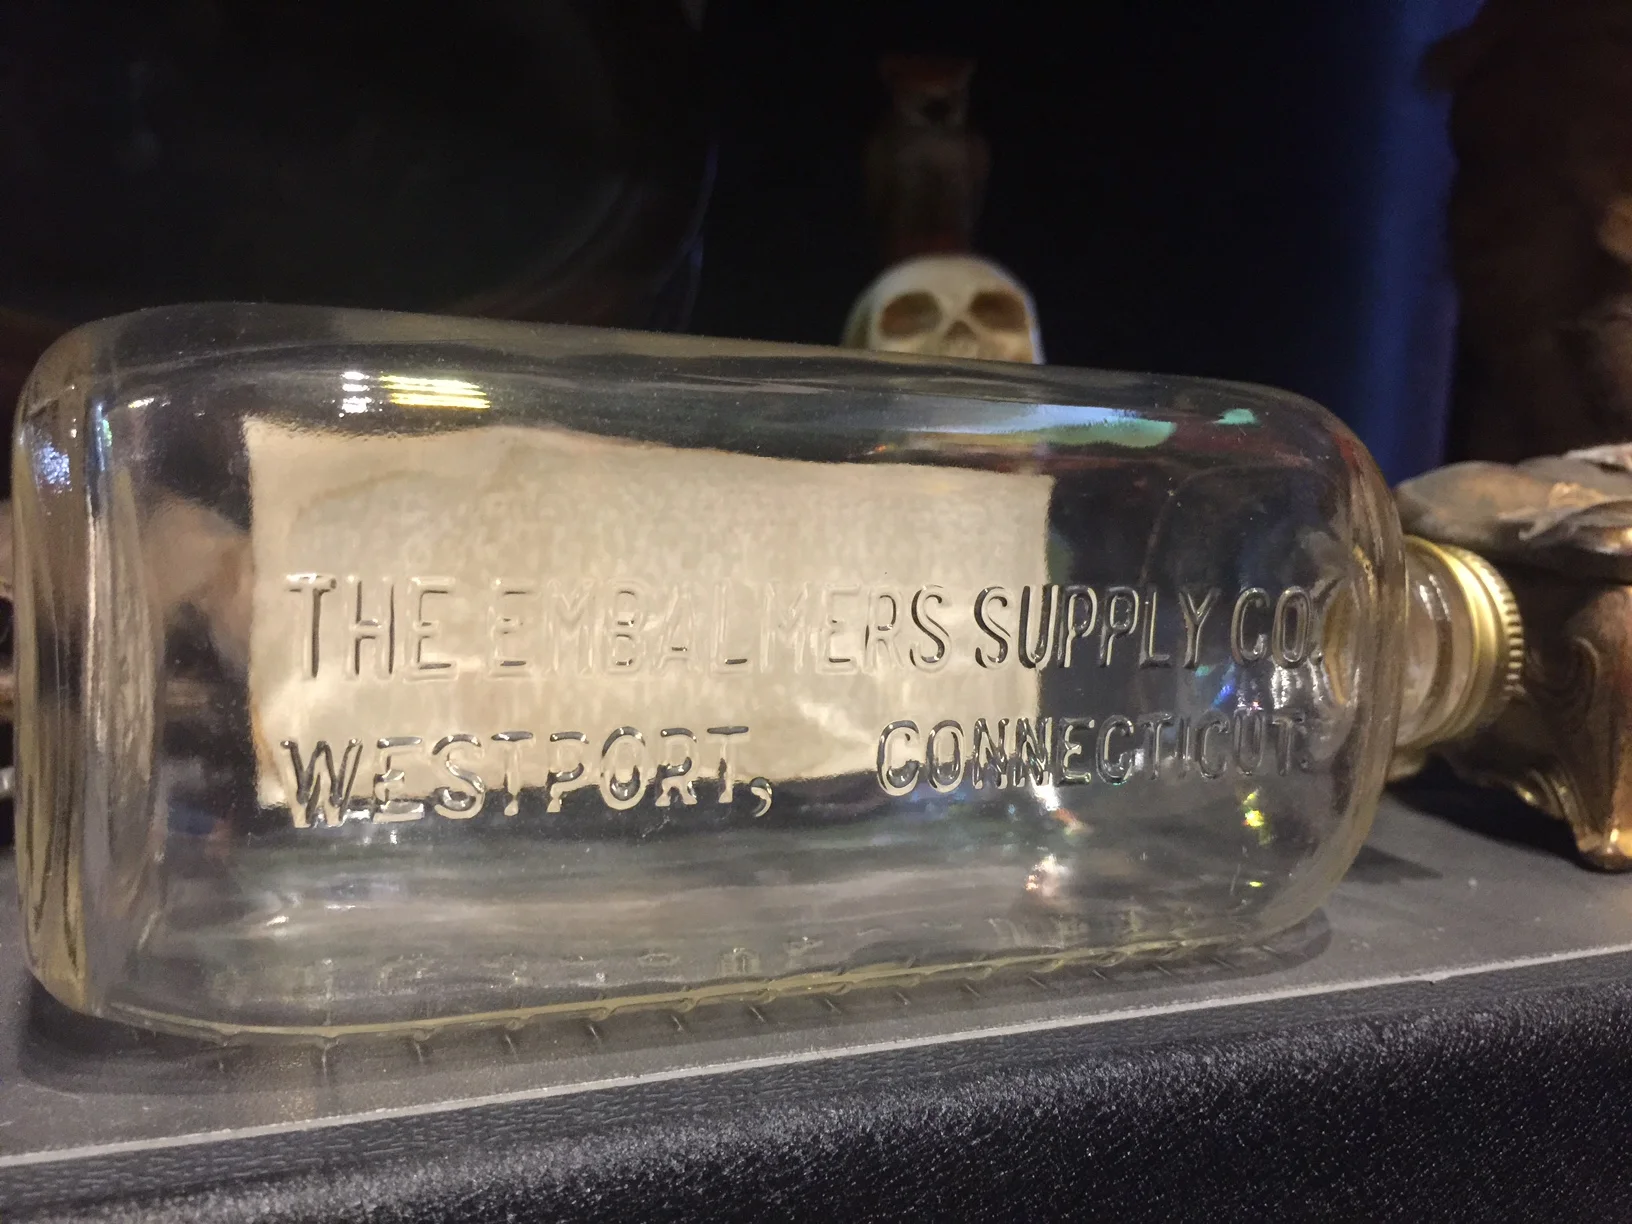 THE EMBALMERS SUPPLY CO.
WESTPORT, CONNECTICUT.